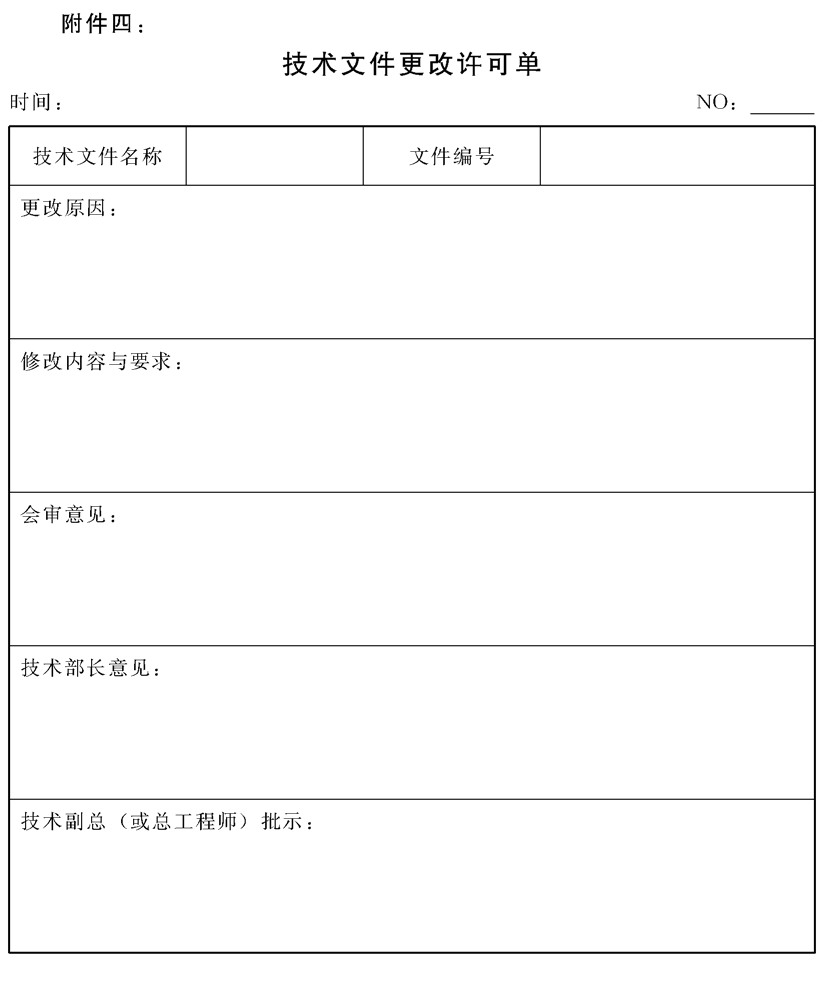 附件四：
技术文件更改许可单
时间： NO：______
技术文件名称 文件编号
更改原因：
修改内容与要求：
会审意见：
技术部长意见：
技术副总（或总工程师）批示：